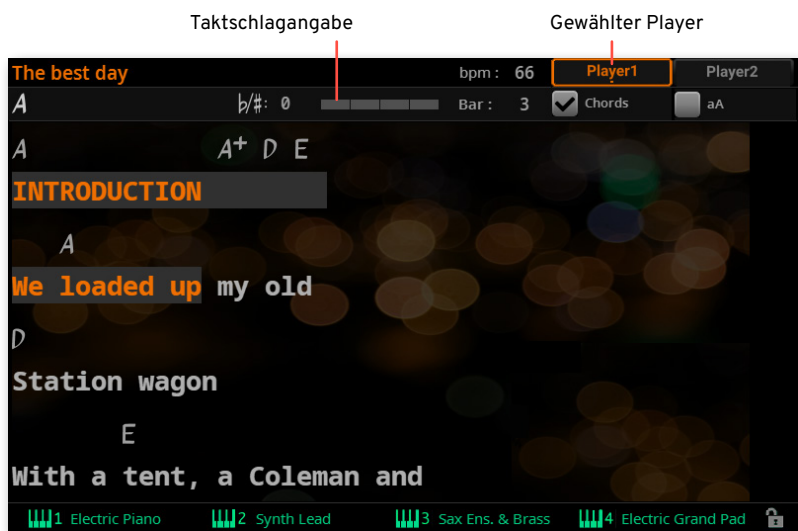 Taktschlagangabe Gewählter Player
The best day bpm : 66 Player1 Player2
A b/#: 0 Bar : 3 Chords aA
A A+ D E
INTRODUCTION
A
We loaded up my old
D
Station wagon
E
With a tent, a Coleman and
1 Electric Piano 2 Synth Lead 3 Sax Ens. & Brass 4 Electric Grand Pad